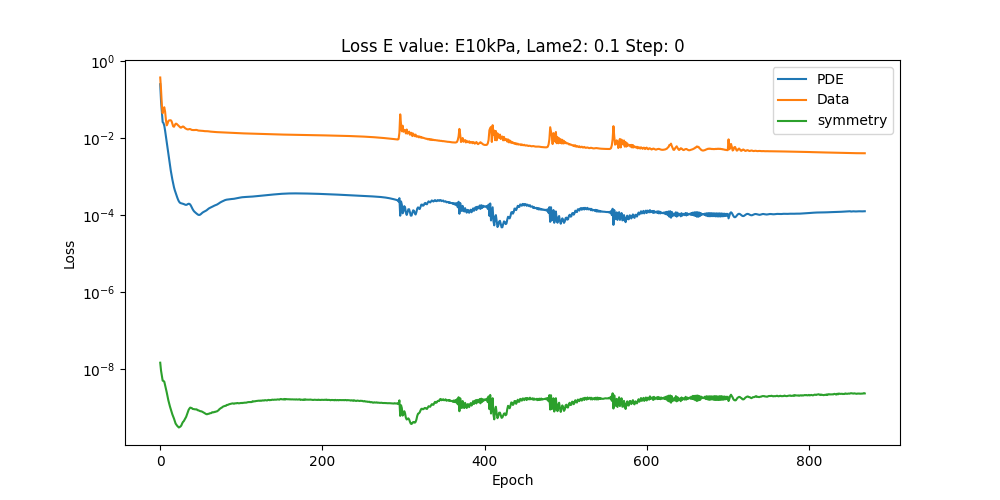 Loss E value: E10kPa, Lame2: 0.1 Step: 0
PDE
Data
symmetry
10⁰
10⁻²
10⁻⁴
10⁻⁶
10⁻⁸
Loss
0 200 400 600 800
Epoch